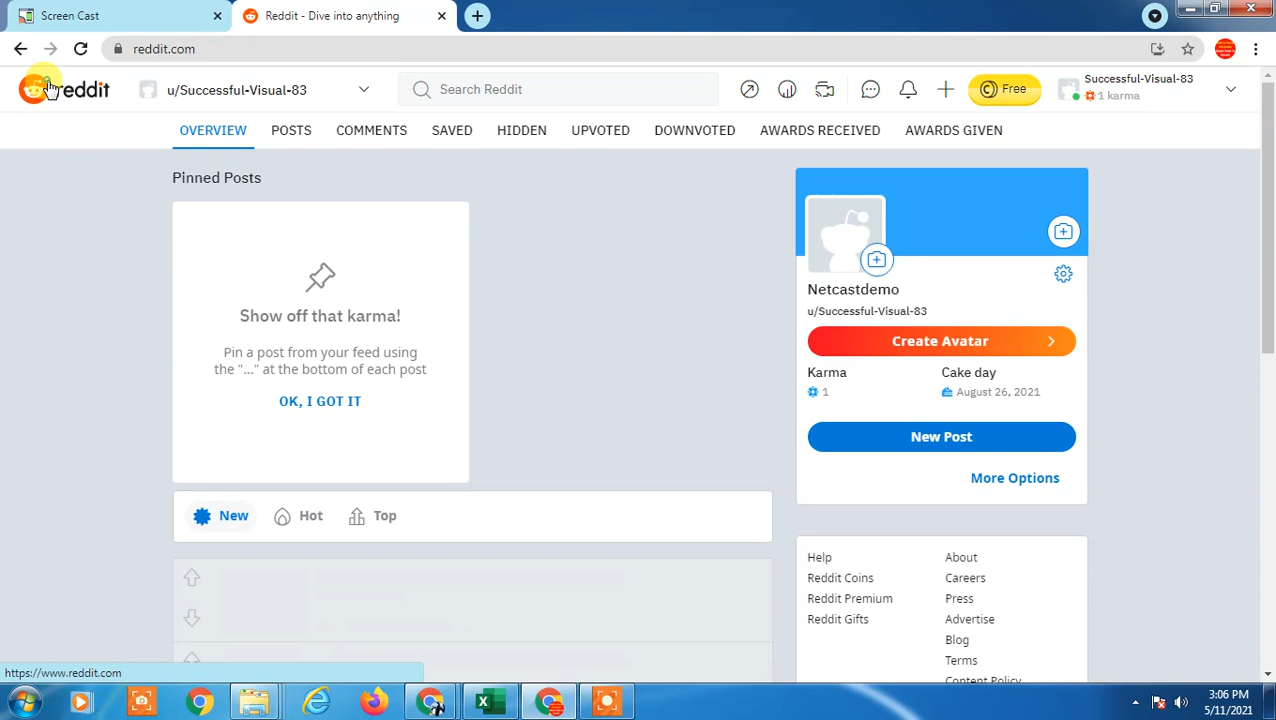 Screen Cast
Reddit - Dive into anything
reddit.com
reddit
u/Successful-Visual-83
Search Reddit
Free
Successful-Visual-83
1 karma
OVERVIEW
POSTS
COMMENTS
SAVED
HIDDEN
UPVOTED
DOWNVOTED
AWARDS RECEIVED
AWARDS GIVEN
Pinned Posts
Show off that karma!
Pin a post from your feed using
the "..." at the bottom of each post
OK, I GOT IT
New
Hot
Top
Netcastdemo
u/Successful-Visual-83
Create Avatar
Karma
Cake day
1
August 26, 2021
New Post
More Options
Help
About
Reddit Coins
Careers
Reddit Premium
Press
Reddit Gifts
Advertise
Blog
Terms
Content Policy
https://www.reddit.com
3:06 PM
5/11/2021